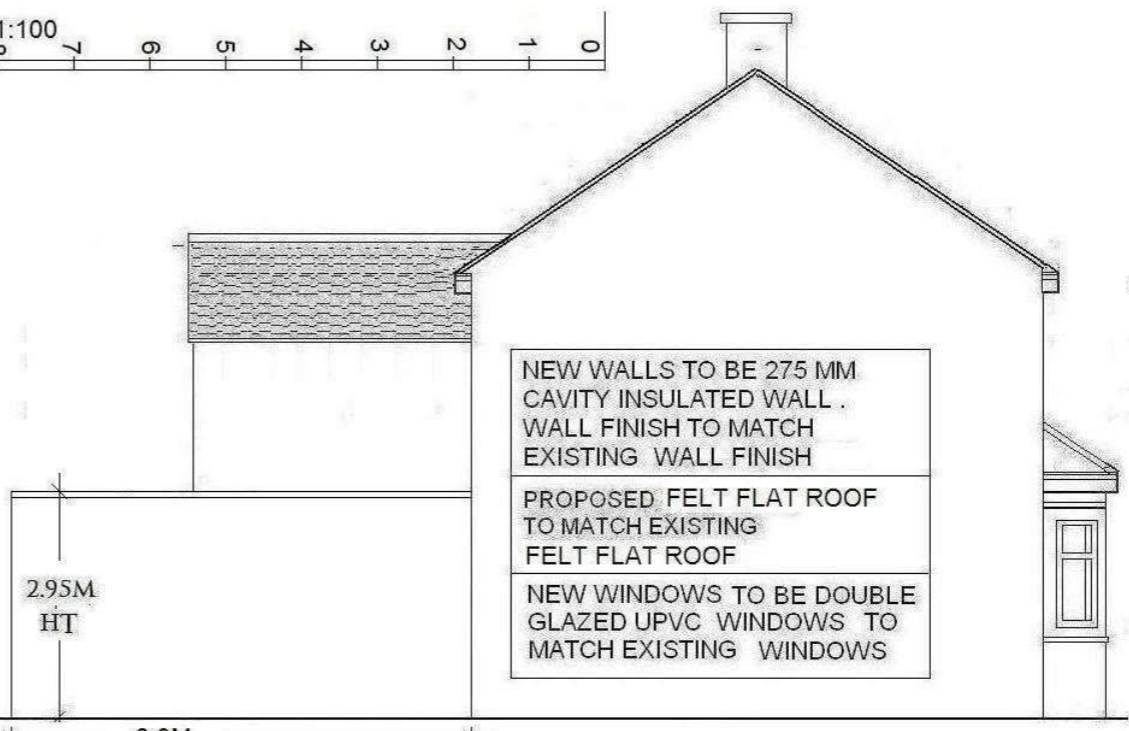 1:100
7 6 5 4 3 2 1 0
NEW WALLS TO BE 275 MM
CAVITY INSULATED WALL .
WALL FINISH TO MATCH
EXISTING WALL FINISH
PROPOSED FELT FLAT ROOF
TO MATCH EXISTING
FELT FLAT ROOF
NEW WINDOWS TO BE DOUBLE
GLAZED UPVC WINDOWS TO
MATCH EXISTING WINDOWS
2.95M
HT